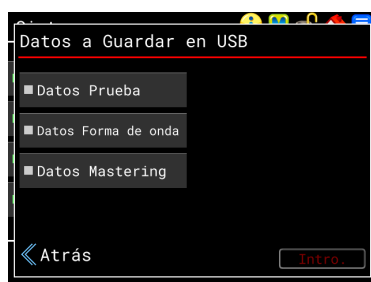 Datos a Guardar en USB
Datos Prueba
Datos Forma de onda
Datos Mastering
Atrás
Intro.